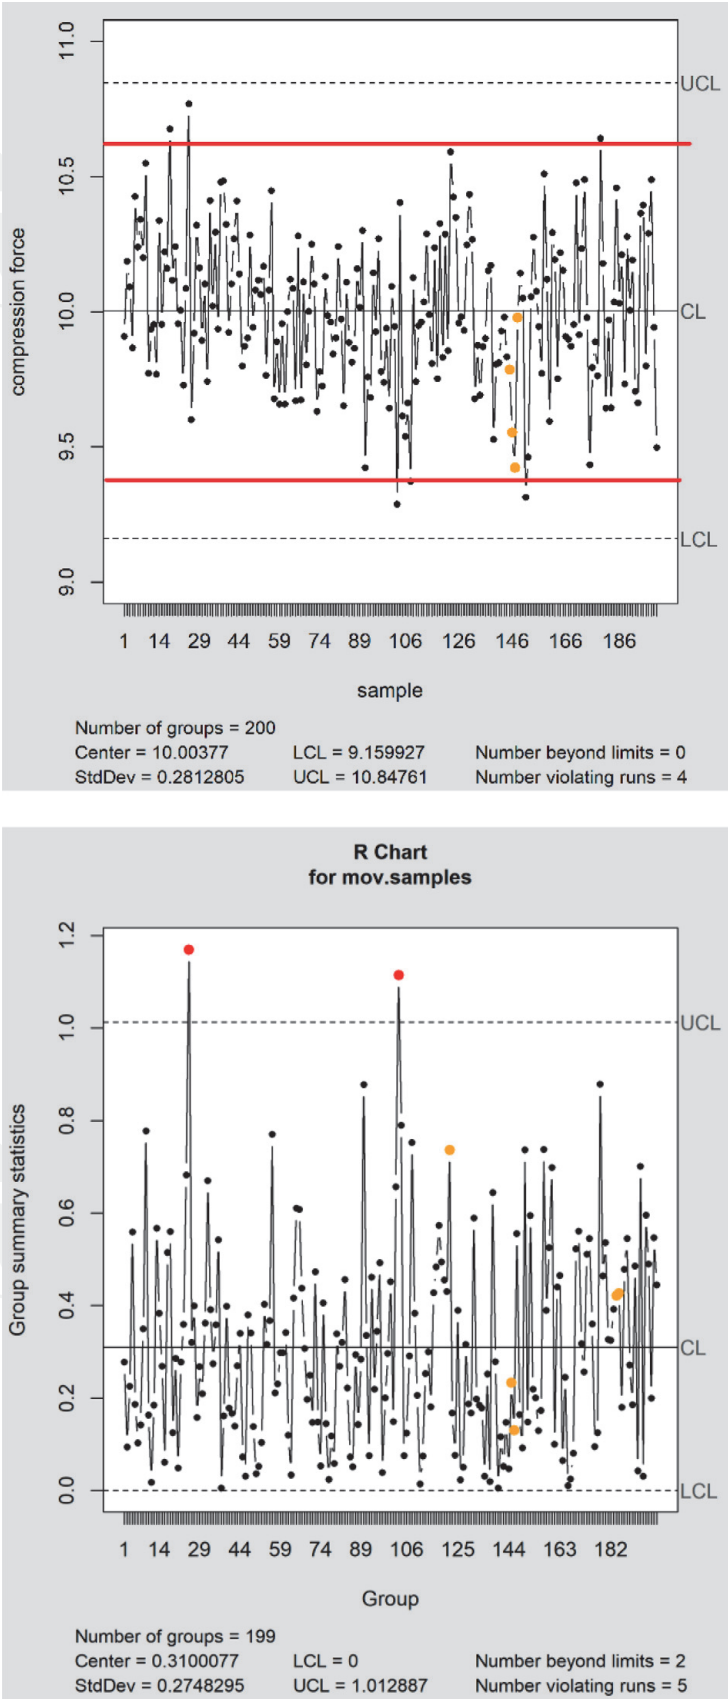 11.0
10.5
10.0
9.5
9.0
compression force
UCL
CL
LCL
1 14 29 44 59 74 89 106 126 146 166 186
sample
Number of groups = 200
Center = 10.00377 LCL = 9.159927 Number beyond limits = 0
StdDev = 0.2812805 UCL = 10.84761 Number violating runs = 4
R Chart
for mov.samples
1.2
1.0
0.8
0.6
0.4
0.2
0.0
Group summary statistics
UCL
CL
LCL
1 14 29 44 59 74 89 106 125 144 163 182
Group
Number of groups = 199
Center = 0.3100077 LCL = 0 Number beyond limits = 2
StdDev = 0.2748295 UCL = 1.012887 Number violating runs = 5